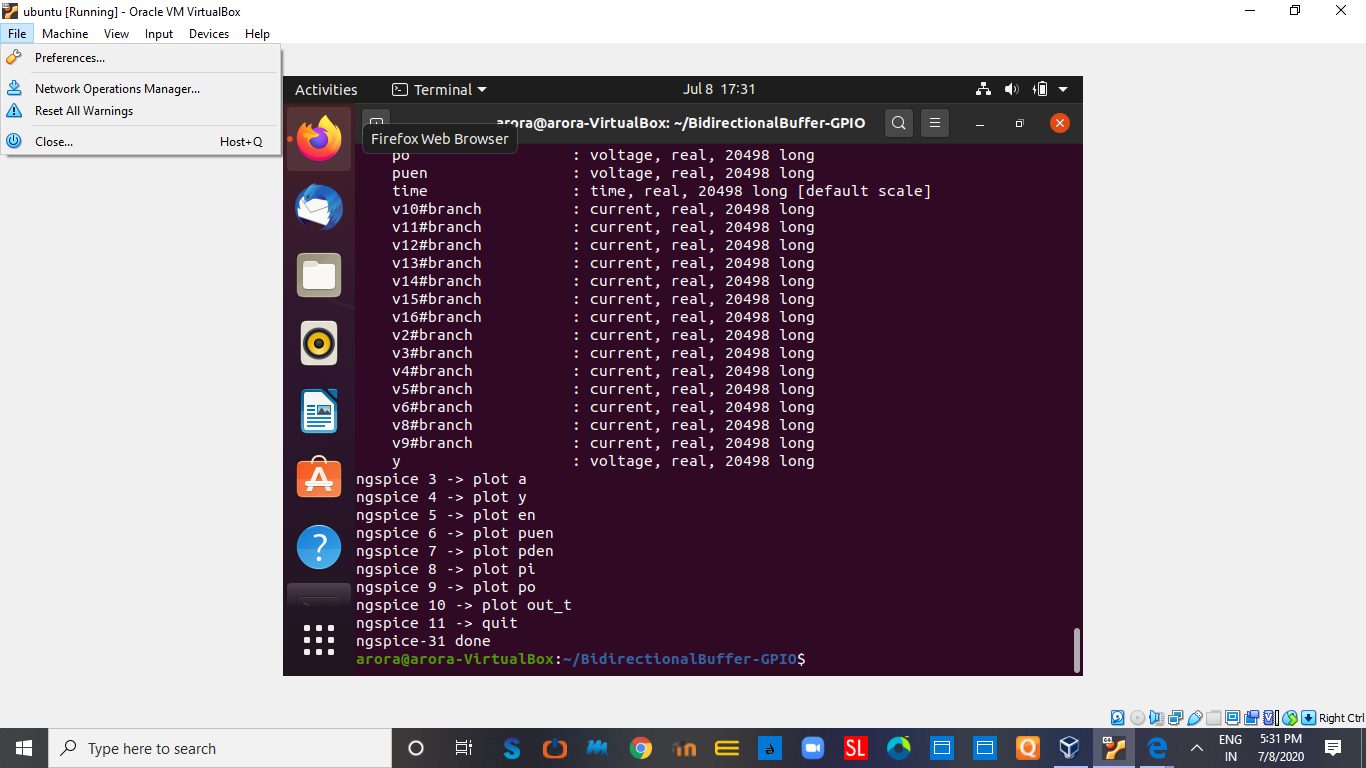 ubuntu [Running] - Oracle VM VirtualBox
File Machine View Input Devices Help
Preferences...
Network Operations Manager...
Reset All Warnings
Close... Host+Q
Activities Terminal Jul 8 17:31
arora@arora-VirtualBox: ~/BidirectionalBuffer-GPIO
Firefox Web Browser
po : voltage, real, 20498 long
puen : voltage, real, 20498 long
time : time, real, 20498 long [default scale]
v10#branch : current, real, 20498 long
v11#branch : current, real, 20498 long
v12#branch : current, real, 20498 long
v13#branch : current, real, 20498 long
v14#branch : current, real, 20498 long
v15#branch : current, real, 20498 long
v16#branch : current, real, 20498 long
v2#branch : current, real, 20498 long
v3#branch : current, real, 20498 long
v4#branch : current, real, 20498 long
v5#branch : current, real, 20498 long
v6#branch : current, real, 20498 long
v8#branch : current, real, 20498 long
v9#branch : current, real, 20498 long
y : voltage, real, 20498 long
ngspice 3 -> plot a
ngspice 4 -> plot y
ngspice 5 -> plot en
ngspice 6 -> plot puen
ngspice 7 -> plot pden
ngspice 8 -> plot pi
ngspice 9 -> plot po
ngspice 10 -> plot out_t
ngspice 11 -> quit
ngspice-31 done
arora@arora-VirtualBox:~/BidirectionalBuffer-GPIO$
Right Ctrl
Type here to search
SL
ENG
IN
5:31 PM
7/8/2020